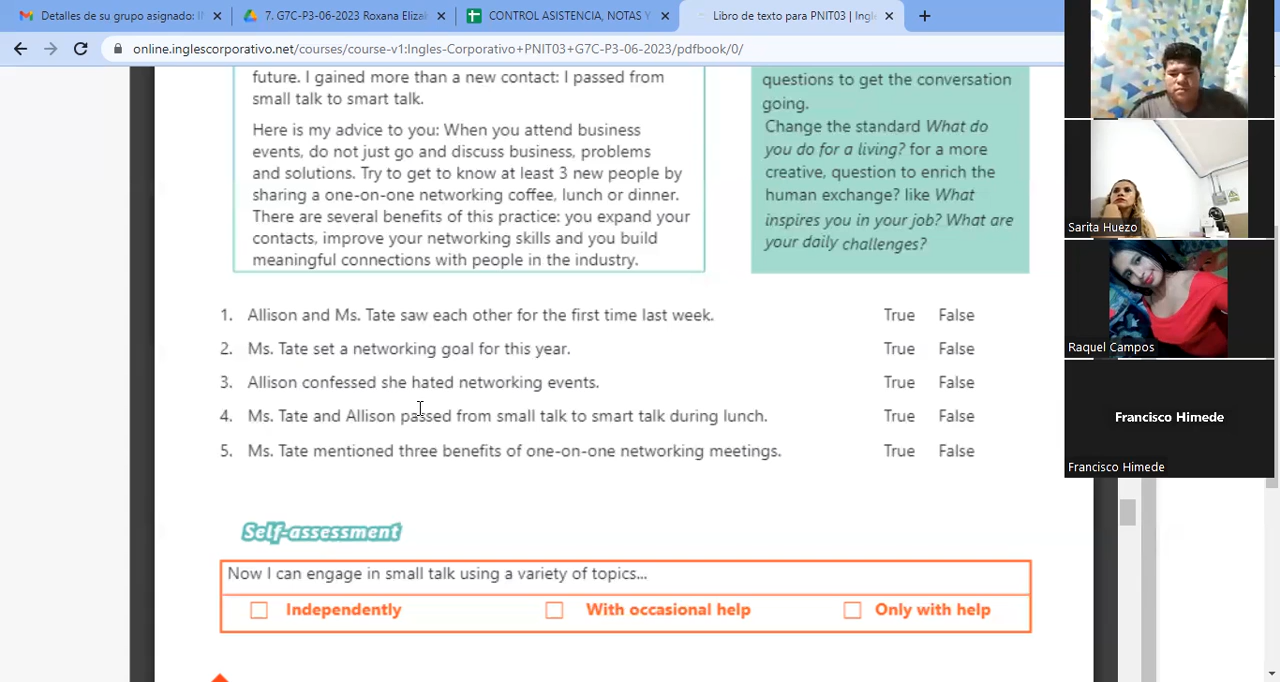 Detalles de su grupo asignado: I
7. G7C-P3-06-2023 Roxana Eliza
CONTROL ASISTENCIA, NOTAS Y
Libro de texto para PNIT03 | Ingle
online.inglescorporativo.net/courses/course-v1:Ingles-Corporativo+PNIT03+G7C-P3-06-2023/pdfbook/0/
future. I gained more than a new contact: I passed from
small talk to smart talk.
Here is my advice to you: When you attend business
events, do not just go and discuss business, problems
and solutions. Try to get to know at least 3 new people by
sharing a one-on-one networking coffee, lunch or dinner.
There are several benefits of this practice: you expand your
contacts, improve your networking skills and you build
meaningful connections with people in the industry.
questions to get the conversation
going.
Change the standard What do
you do for a living? for a more
creative, question to enrich the
human exchange? like What
inspires you in your job? What are
your daily challenges?
1. Allison and Ms. Tate saw each other for the first time last week. True False
2. Ms. Tate set a networking goal for this year. True False
3. Allison confessed she hated networking events. True False
4. Ms. Tate and Allison passed from small talk to smart talk during lunch. True False
5. Ms. Tate mentioned three benefits of one-on-one networking meetings. True False
Self-assessment
Now I can engage in small talk using a variety of topics...
Independently With occasional help Only with help
Sarita Huezo
Raquel Campos
Francisco Himede
Francisco Himede